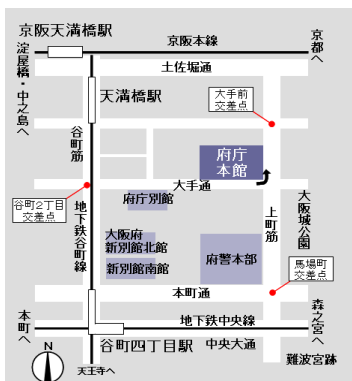 京阪天満橋駅
京阪本線
京都へ
淀屋橋・中之島へ
土佐堀通
天満橋駅
大手前
交差点
谷町筋
府庁
本館
大手通
谷町2丁目
交差点
府庁別館
地下鉄谷町線
上町筋
大阪城公園
大阪府
新別館北館
新別館南館
府警本部
馬場町
交差点
本町通
本町へ
地下鉄中央線
森之宮へ
谷町四丁目駅
中央大通
N
天王寺へ
難波宮跡